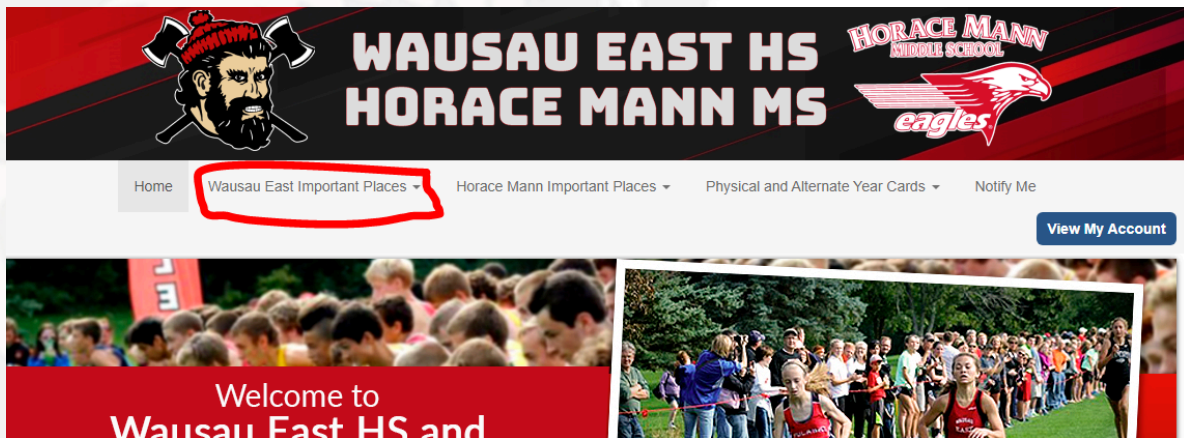 WAUSAU EAST HS
HORACE MANN MS
HORACE MANN
MIDDLE SCHOOL
eagles
Home Wausau East Important Places Horace Mann Important Places Physical and Alternate Year Cards Notify Me
View My Account
Welcome to
Wausau East HS and